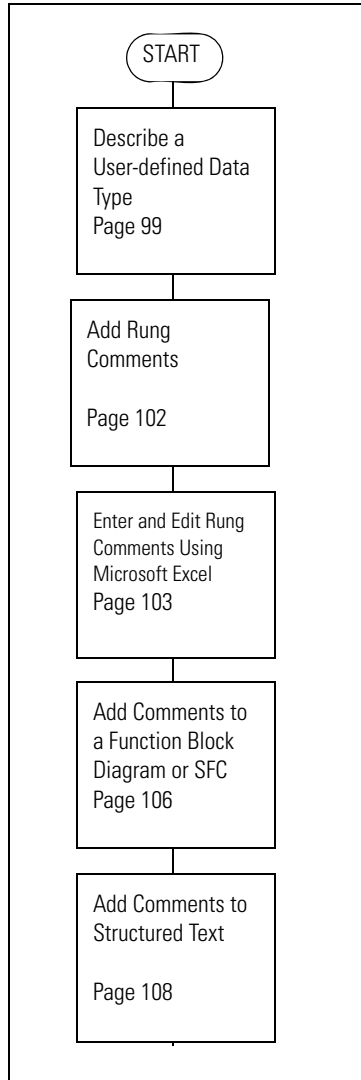 START
Describe a
User-defined Data
Type
Page 99
Add Rung
Comments
Page 102
Enter and Edit Rung
Comments Using
Microsoft Excel
Page 103
Add Comments to
a Function Block
Diagram or SFC
Page 106
Add Comments to
Structured Text
Page 108